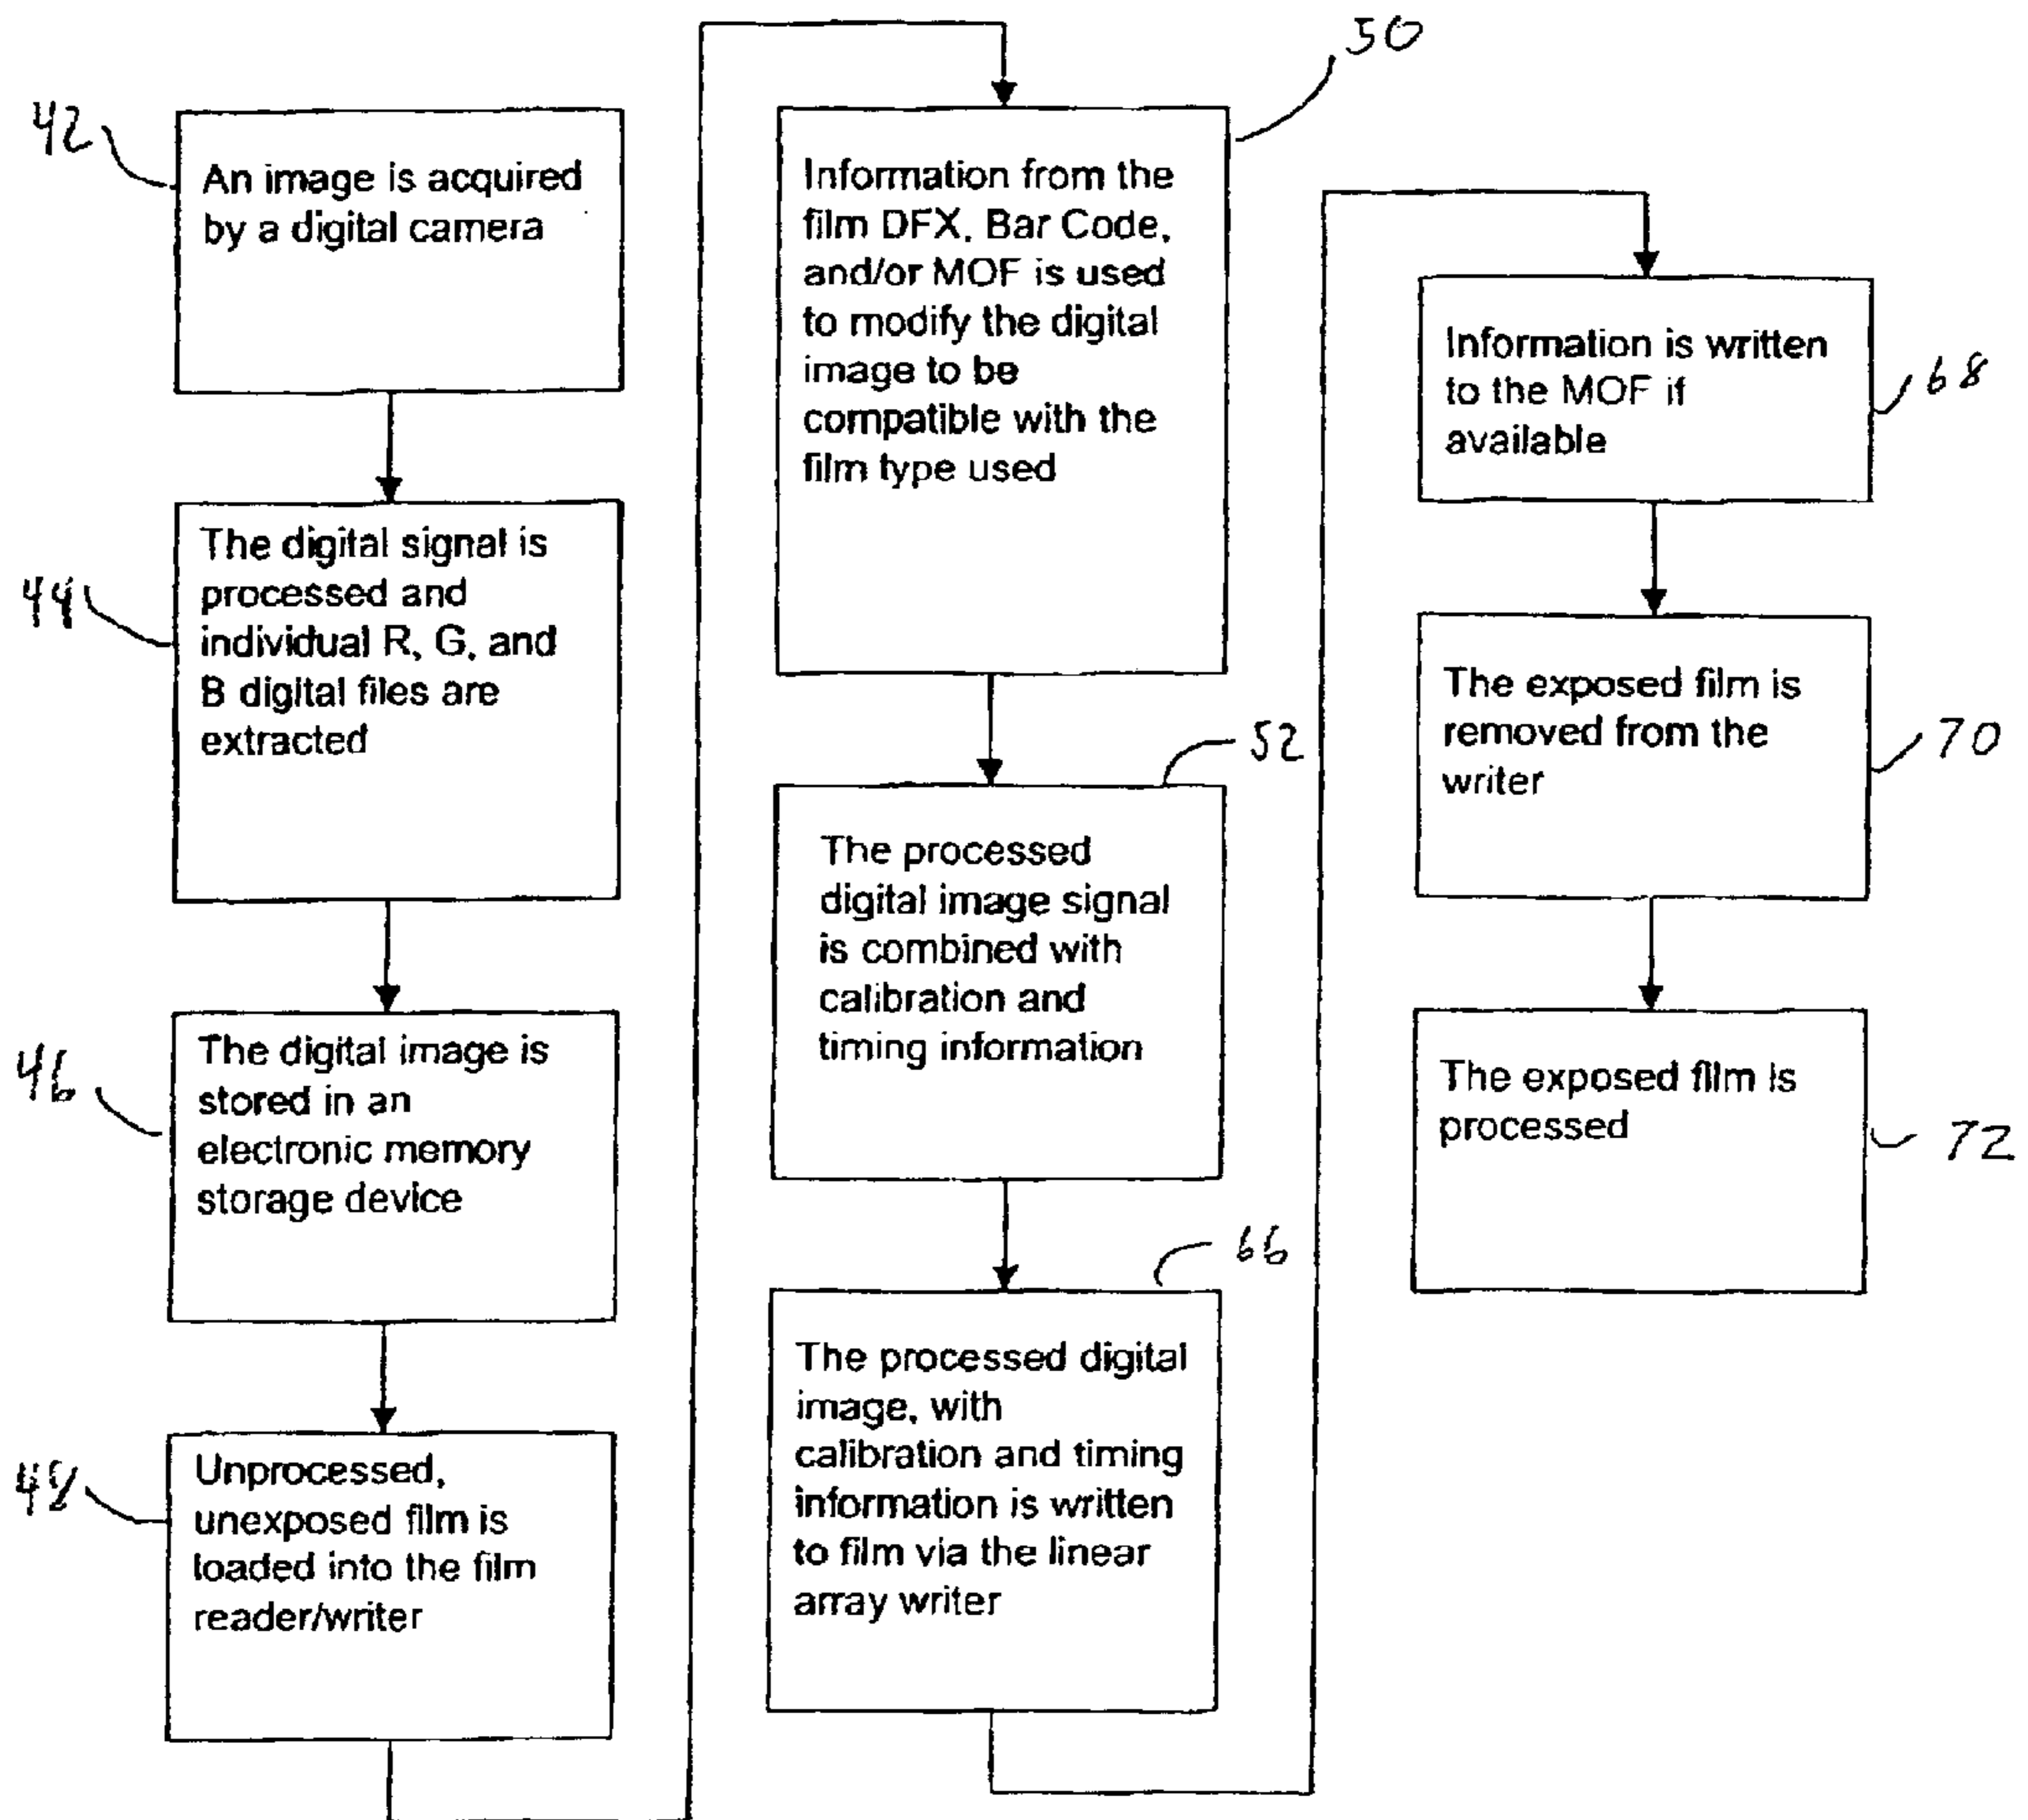 42
An image is acquired
by a digital camera
44
The digital signal is
processed and
individual R, G, and
B digital files are
extracted
46
The digital image is
stored in an
electronic memory
storage device
48
Unprocessed,
unexposed film is
loaded into the film
reader/writer
50
Information from the
film DFX, Bar Code,
and/or MOF is used
to modify the digital
image to be
compatible with the
film type used
52
The processed
digital image signal
is combined with
calibration and
timing information
66
The processed digital
image, with
calibration and timing
information is written
to film via the linear
array writer
Information is written
to the MOF if
available
68
The exposed film is
removed from the
writer
70
The exposed film is
processed
72